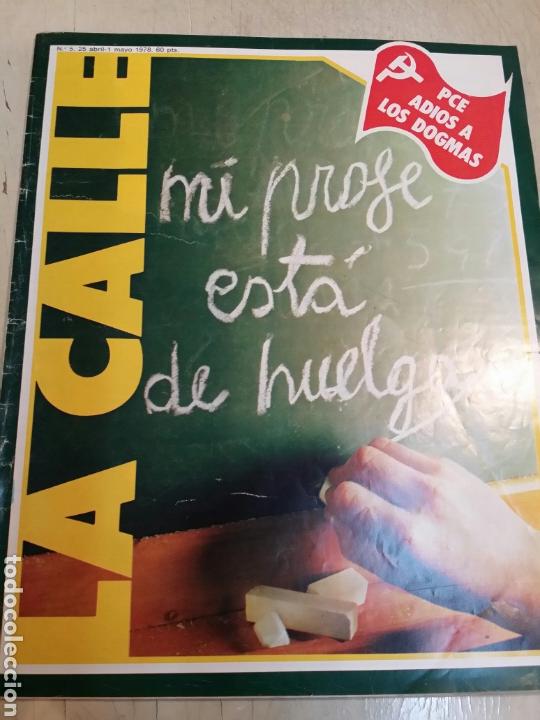 N.º 5. 25 abril-1 mayo 1978. 60 pts.
LA CALLE
PCE
ADIOS A
LOS DOGMAS
mi profe
está
de huelga
todocoleccion